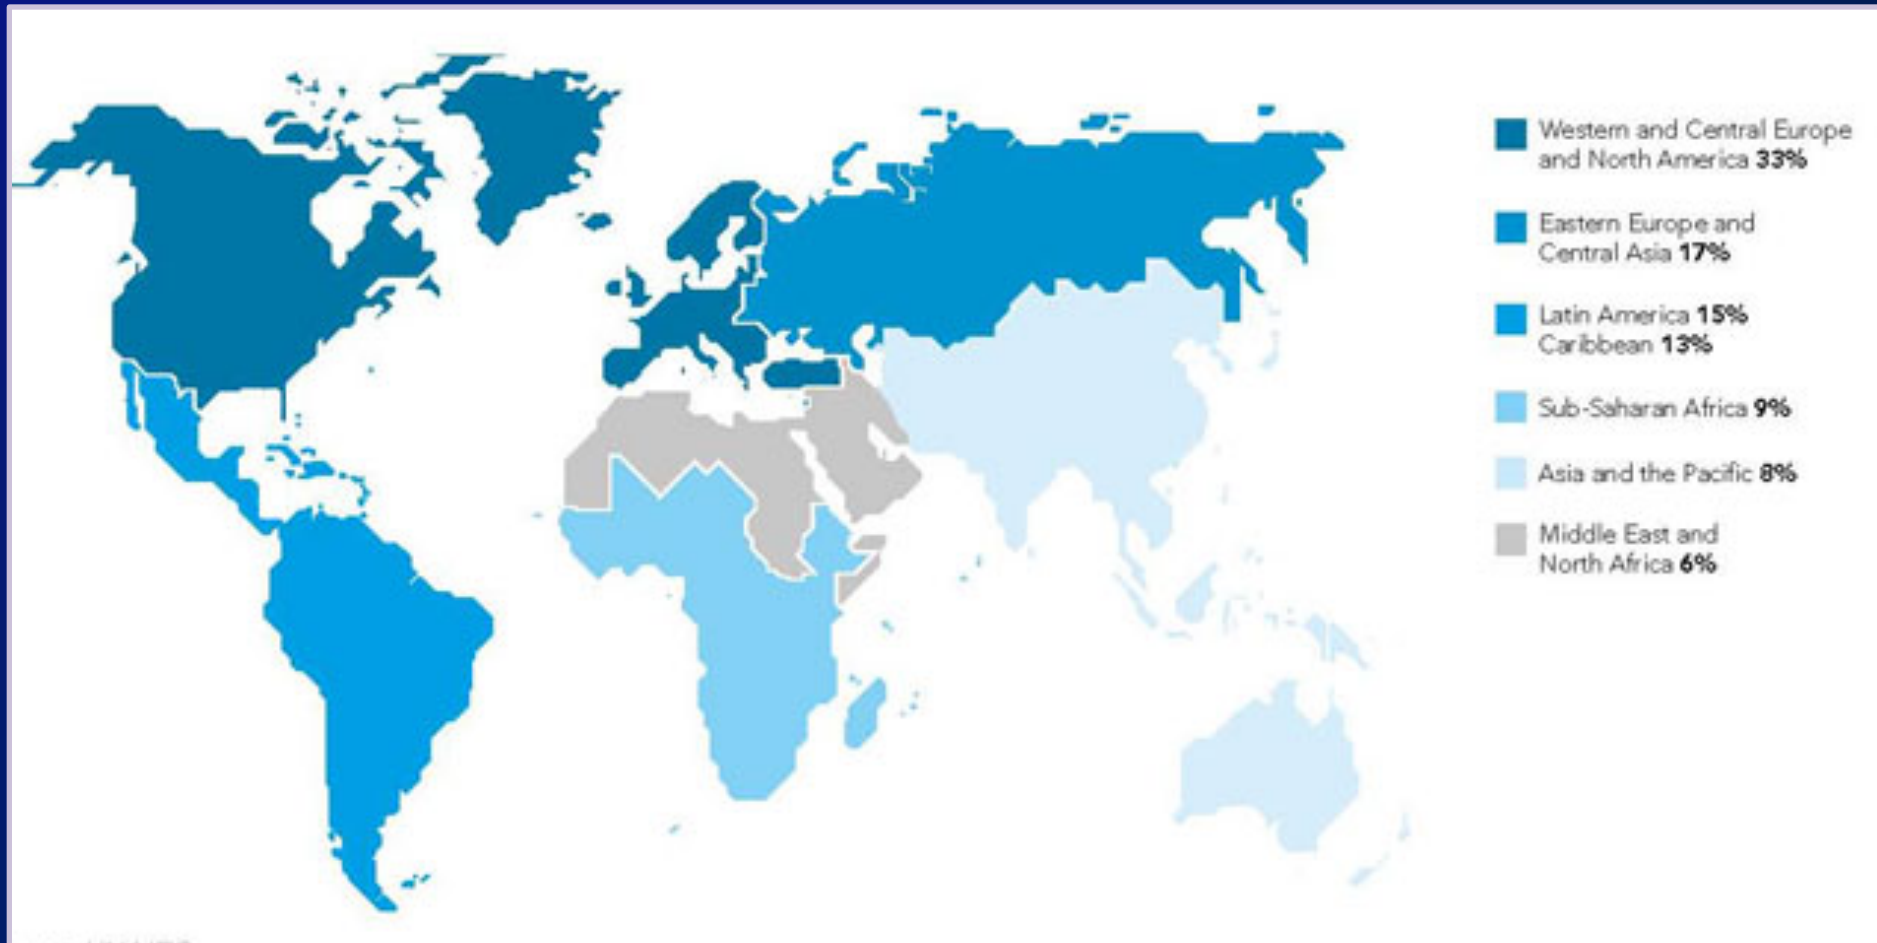 Western and Central Europe
and North America 33%
Eastern Europe and
Central Asia 17%
Latin America 15%
Caribbean 13%
Sub-Saharan Africa 9%
Asia and the Pacific 8%
Middle East and
North Africa 6%